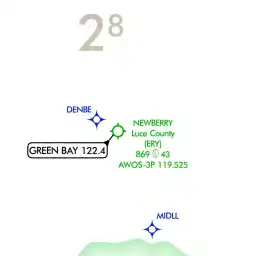 2⁸
DENBE
NEWBERRY
Luce County
(ERY)
869 Ⓛ 43
AWOS-3P 119.525
GREEN BAY 122.4
MIDLL